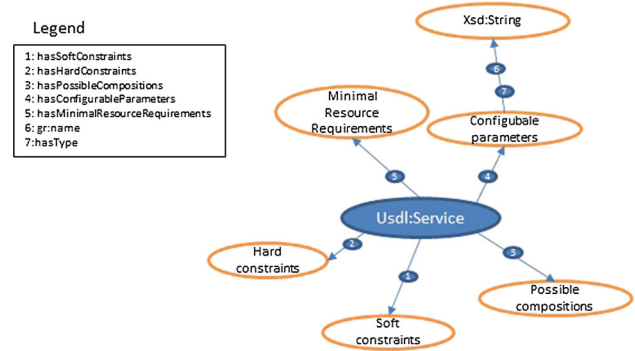 Legend
1: hasSoftConstraints
2: hasHardConstraints
3: hasPossibleCompositions
4: hasConfigurableParameters
5: hasMinimalResourceRequirements
6: gr:name
7:hasType
Xsd:String
6
7
Minimal
Resource
Requirements
Configubale
parameters
5
4
Usdl:Service
2
3
1
Hard
constraints
Possible
compositions
Soft
constraints